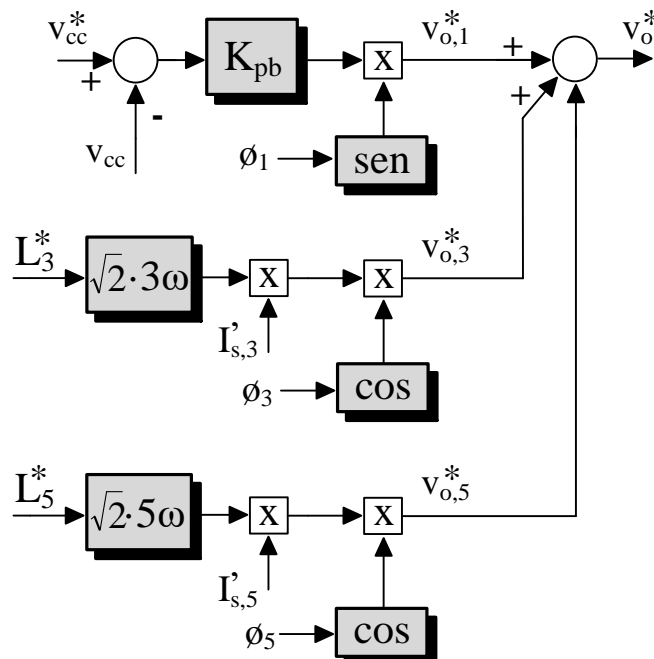 v*cc + - vcc Kpb x v*o,1 + + v*o
ø1 sen
L*3 √2·3ω x I's,3 x v*o,3
ø3 cos
L*5 √2·5ω x I's,5 x v*o,5
ø5 cos